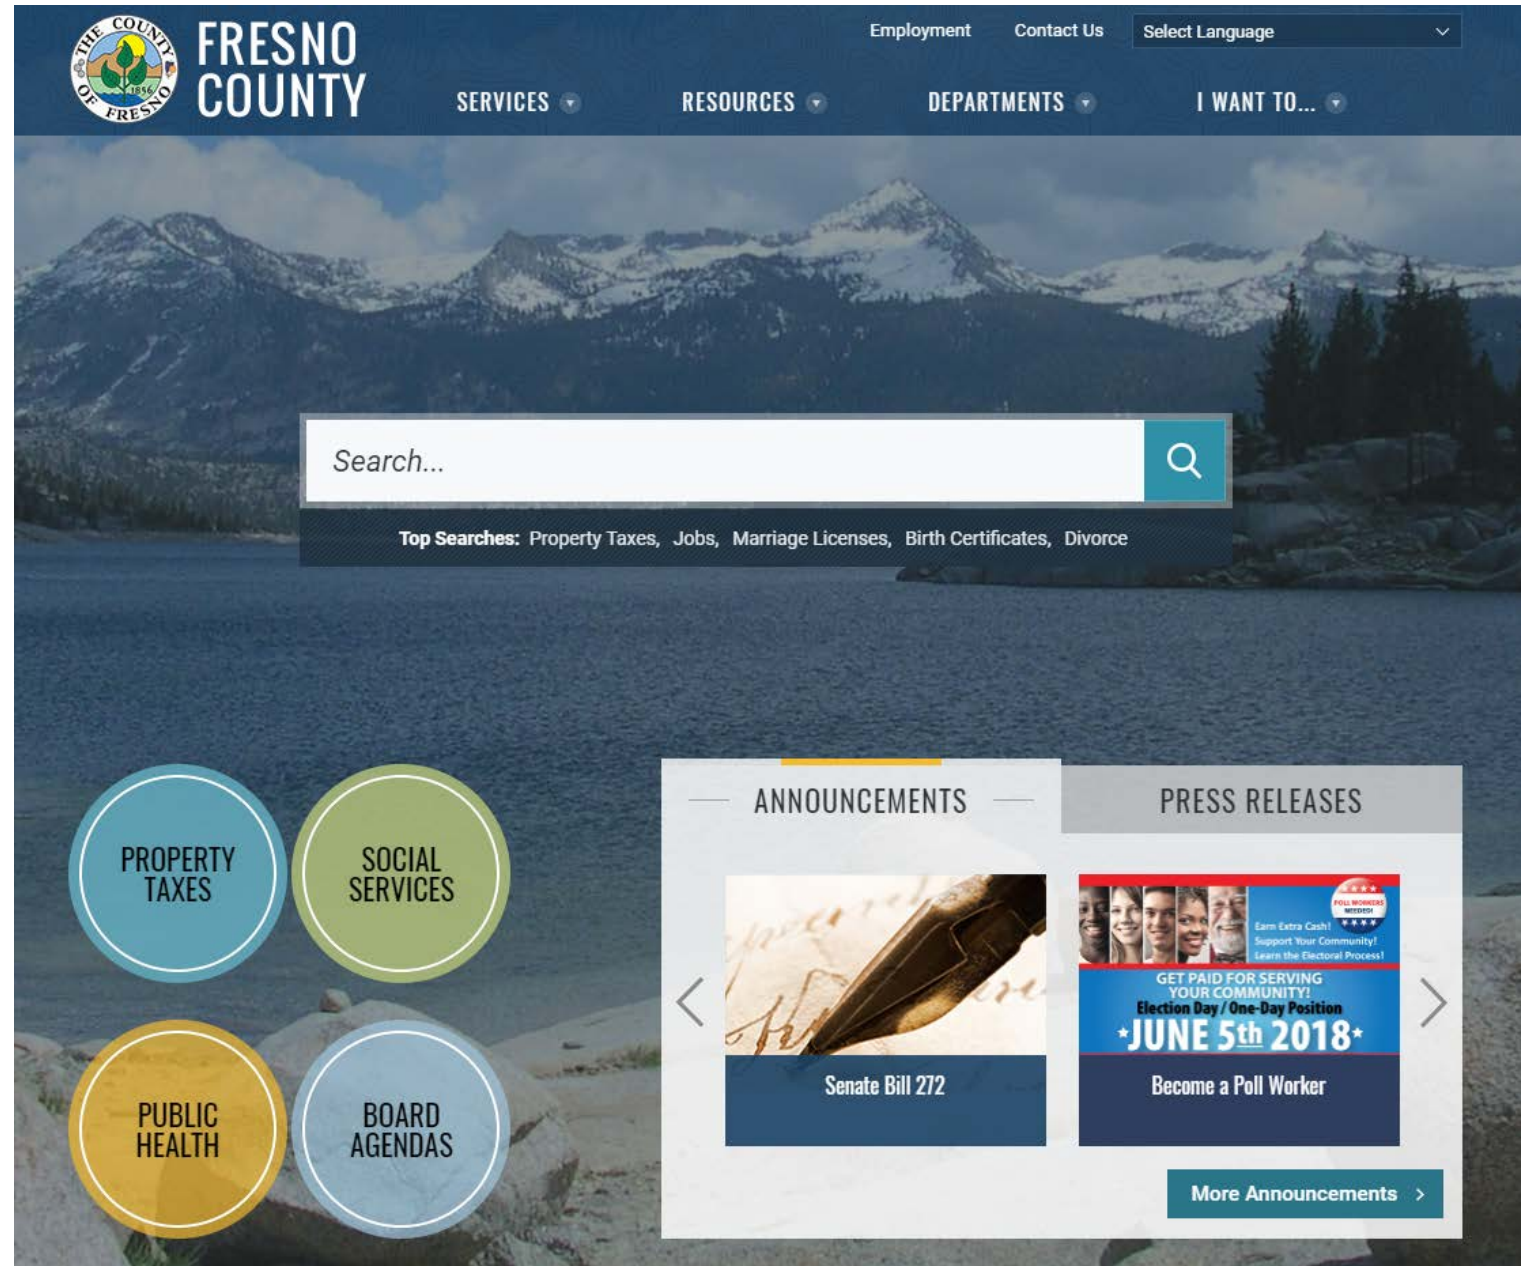 THE COUNTY OF FRESNO
1856
FRESNO
COUNTY
Employment
Contact Us
Select Language
SERVICES
RESOURCES
DEPARTMENTS
I WANT TO...
Search...
Top Searches: Property Taxes, Jobs, Marriage Licenses, Birth Certificates, Divorce
PROPERTY
TAXES
SOCIAL
SERVICES
PUBLIC
HEALTH
BOARD
AGENDAS
ANNOUNCEMENTS
PRESS RELEASES
Senate Bill 272
POLL WORKERS
NEEDED!
Earn Extra Cash!
Support Your Community!
Learn the Electoral Process!
GET PAID FOR SERVING
YOUR COMMUNITY!
Election Day / One-Day Position
JUNE 5th 2018
Become a Poll Worker
More Announcements